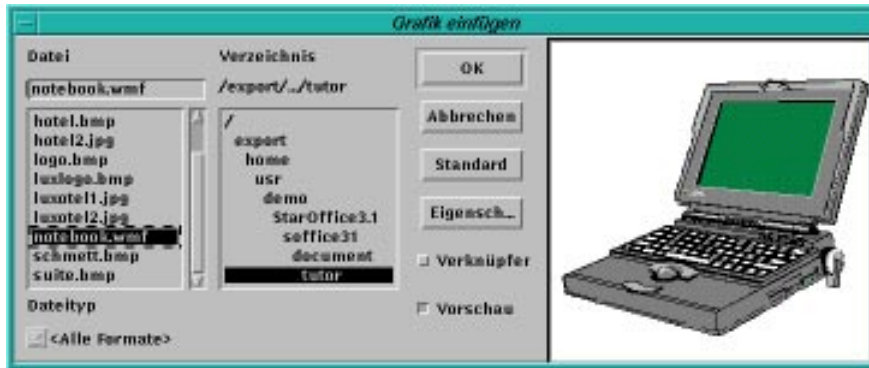 Grafik einfügen
Datei
notebook.wmf
hotel.bmp
hotel2.jpg
logo.bmp
luxlogo.bmp
luxotel1.jpg
luxotel2.jpg
notebook.wmf
schmett.bmp
suite.bmp
Dateityp
<Alle Formate>
Verzeichnis
/export/../tutor
/
export
home
usr
demo
StarOffice3.1
soffice31
document
tutor
OK
Abbrechen
Standard
Eigensch...
Verknüpfer
Vorschau